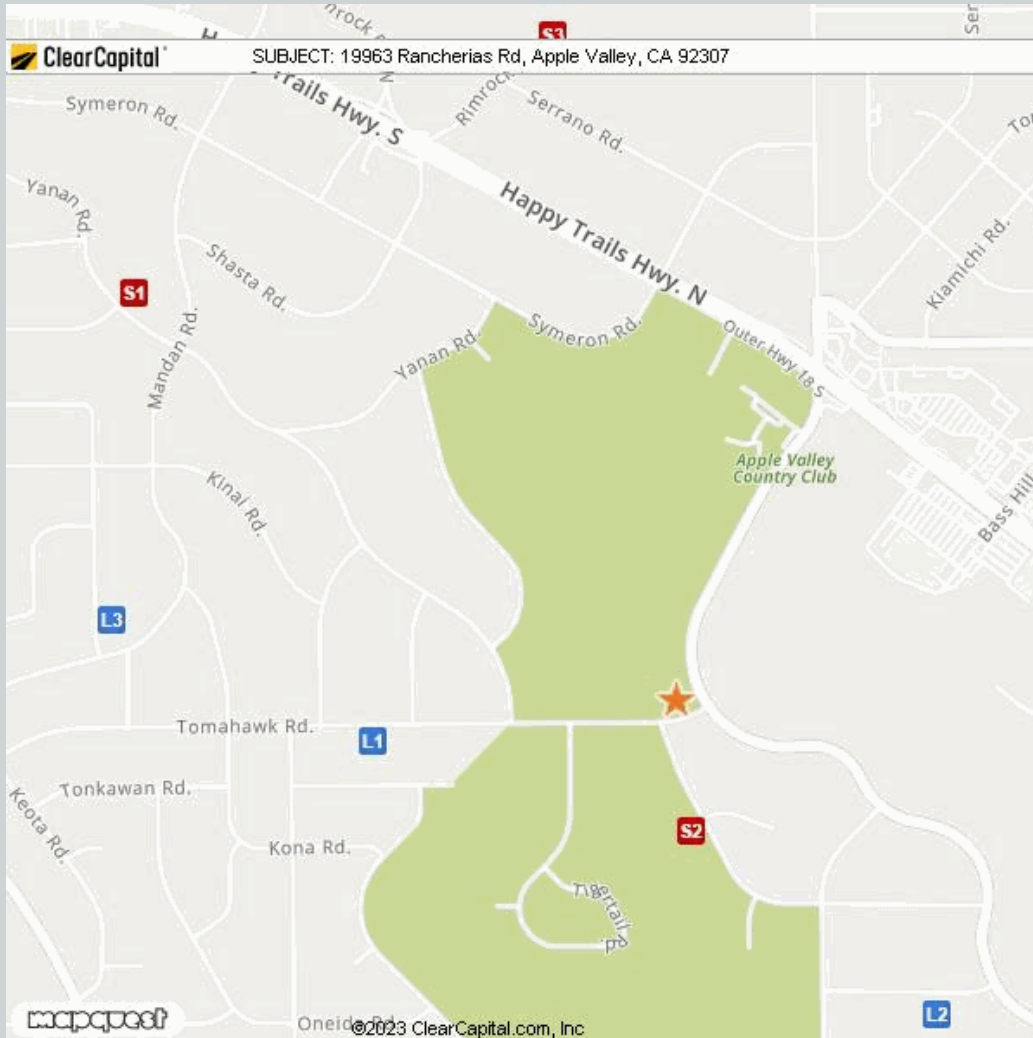 S3
ClearCapital
SUBJECT: 19963 Rancherias Rd, Apple Valley, CA 92307
Trails Hwy. S
Symeron Rd.
Serrano Rd.
Happy Trails Hwy. N
Yanan Rd.
Shasta Rd.
Klamichi Rd.
S1
Mandan Rd.
Yanan Rd.
Symeron Rd.
Outer Hwy 18 S
Apple Valley
Country Club
Kinai Rd.
Bass Hill
L3
Tomahawk Rd.
L1
Tonkawan Rd.
Keota Rd.
Kona Rd.
S2
Tigertail Rd.
mapquest
Oneida Rd.
©2023 ClearCapital.com, Inc
L2